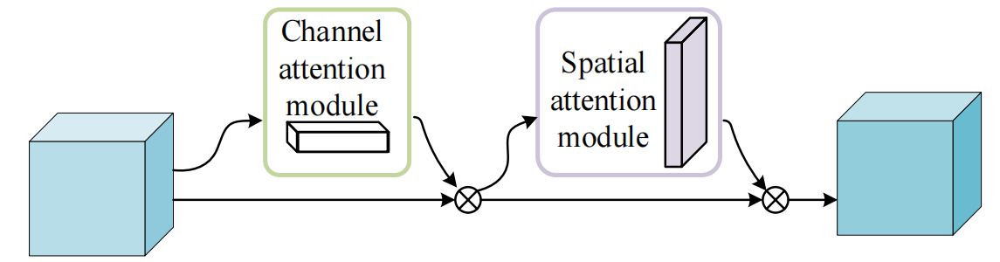 Channel
attention
module
Spatial
attention
module